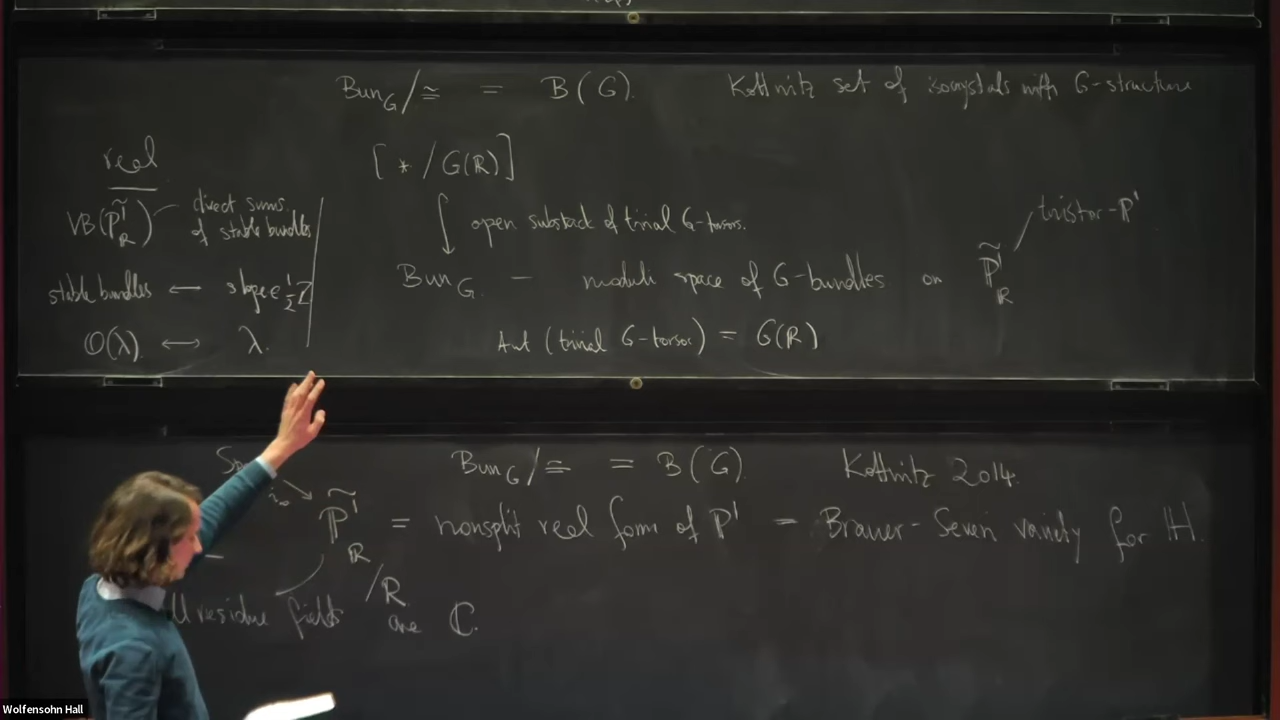 Bun_G/≅ = B(G). Kottwitz set of isocrystals with G-structure
real
VB(P̃¹_ℝ) – direct sums of stable bundles
stable bundles ↔ slope ∈ ½ℤ
O(λ) ↔ λ.
[*/G(ℝ)]
open substack of trivial G-torsors.
Bun_G – moduli space of G-bundles on P̃¹_ℝ
twistor-P¹
Aut (trivial G-torsor) = G(ℝ)
Bun_G/≅ = B(G). Kottwitz 2014.
P̃¹_ℝ = nonsplit real form of P¹ = Brauer-Severi variety for ℍ.
/ℝ
residue fields are ℂ.
Wolfensohn Hall